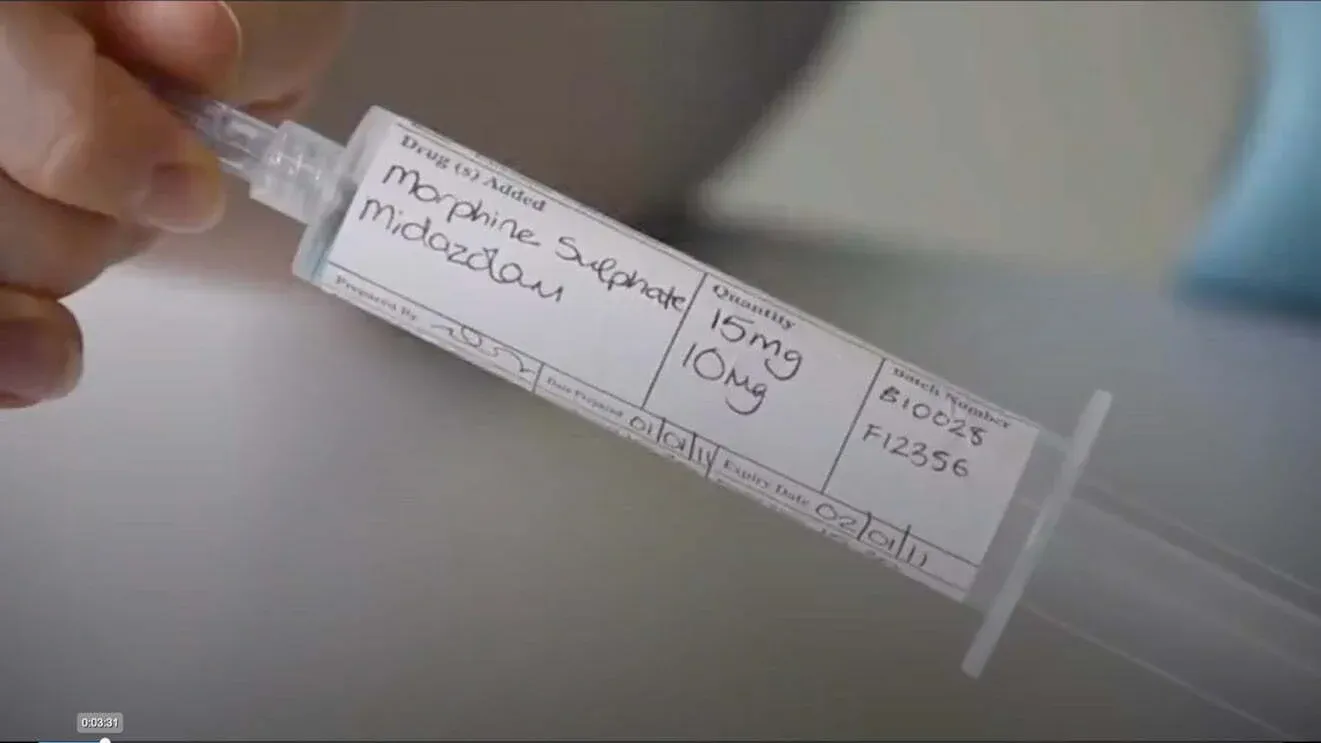 Drug (s) Added
Morphine Sulphate
Midazolam
Quantity
15mg
10mg
Batch Number
B10028
F12356
Prepared By
Date Prepared 01/01/11
Expiry Date 02/01/11
0:03:31